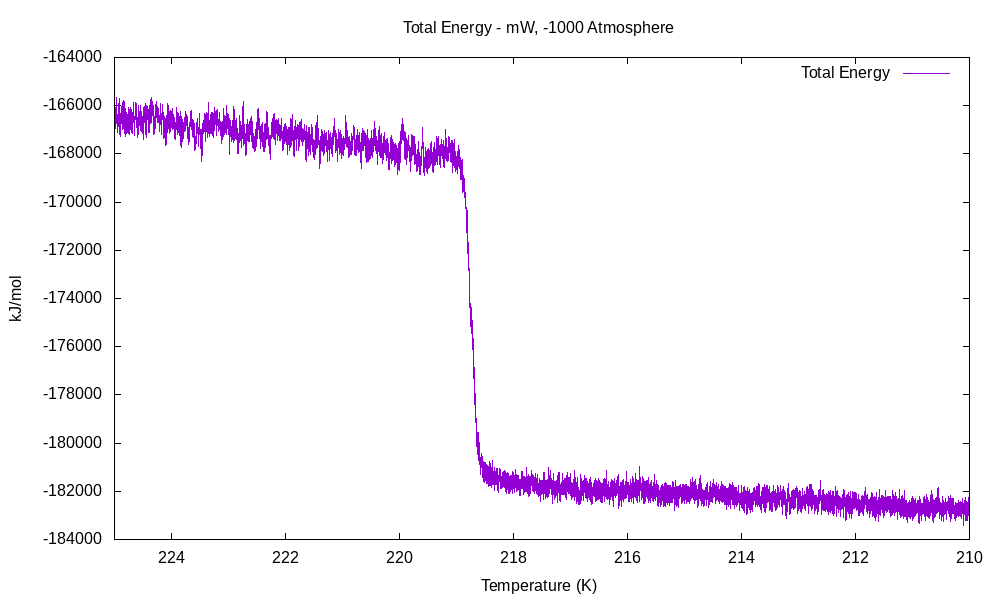 Total Energy - mW, -1000 Atmosphere
Total Energy
-164000
-166000
-168000
-170000
-172000
-174000
-176000
-178000
-180000
-182000
-184000
kJ/mol
224 222 220 218 216 214 212 210
Temperature (K)